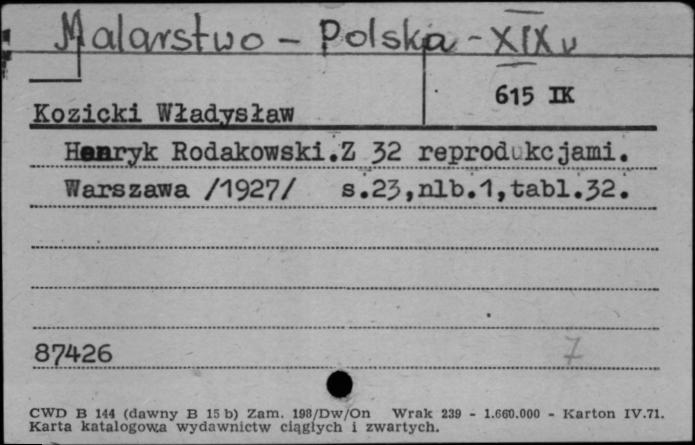 Malarstwo - Polska - XIX w
615 IK
Kozicki Władysław
Henryk Rodakowski.Z 32 reprodukcjami.
Warszawa /1927/ s.23,nlb.1,tabl.32.
87426
7
CWD B 144 (dawny B 15 b) Zam. 198/Dw/On Wrak 239 - 1.660.000 - Karton IV.71.
Karta katalogowa wydawnictw ciągłych i zwartych.